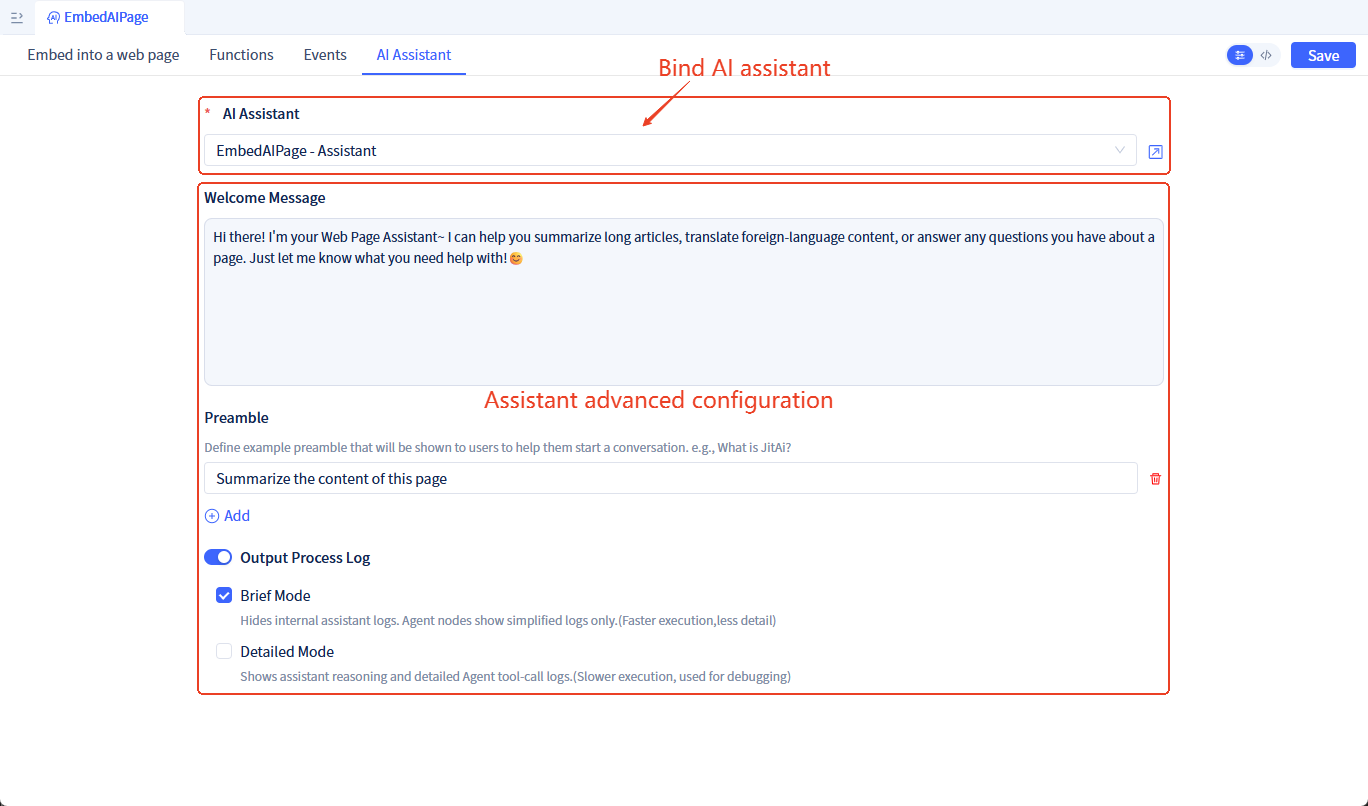 EmbedAIPage
Embed into a web page Functions Events AI Assistant Save
Bind AI assistant
* AI Assistant
EmbedAIPage - Assistant
Welcome Message
Hi there! I'm your Web Page Assistant~ I can help you summarize long articles, translate foreign-language content, or answer any questions you have about a
page. Just let me know what you need help with!😊
Assistant advanced configuration
Preamble
Define example preamble that will be shown to users to help them start a conversation. e.g., What is JitAi?
Summarize the content of this page
Add
Output Process Log
Brief Mode
Hides internal assistant logs. Agent nodes show simplified logs only.(Faster execution,less detail)
Detailed Mode
Shows assistant reasoning and detailed Agent tool-call logs.(Slower execution, used for debugging)